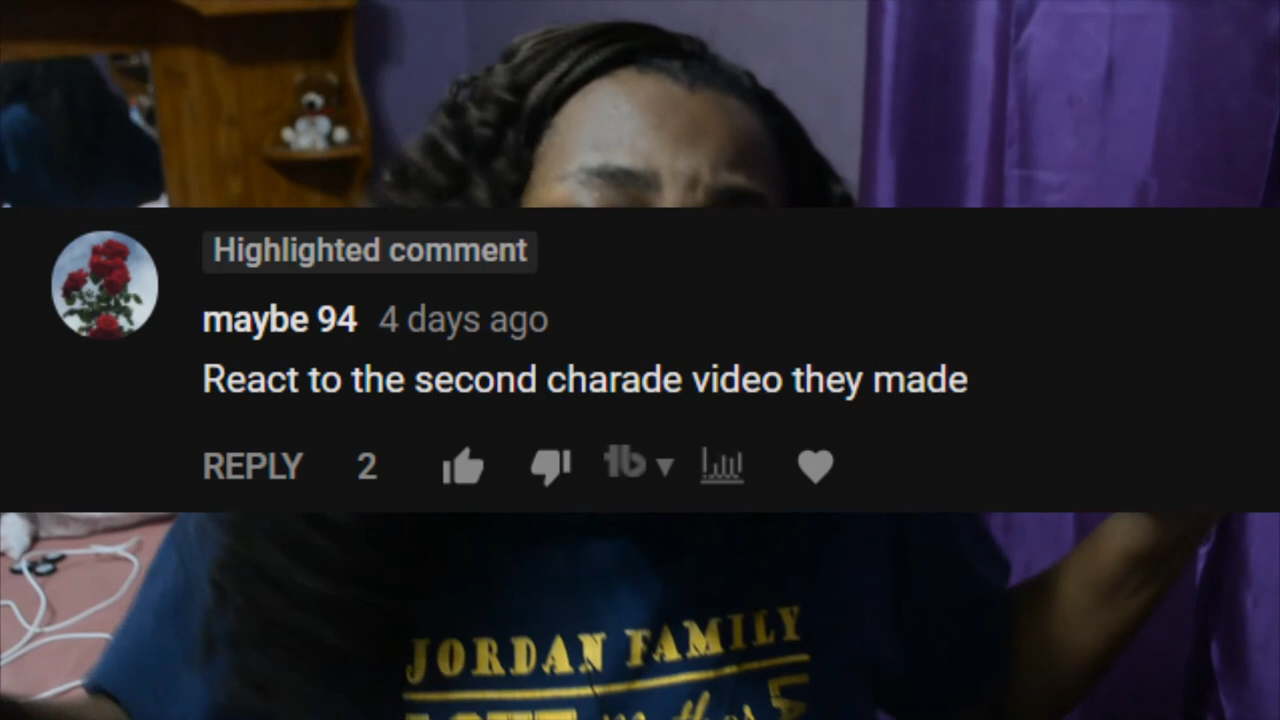 Highlighted comment
maybe 94 4 days ago
React to the second charade video they made
REPLY 2
JORDAN FAMILY